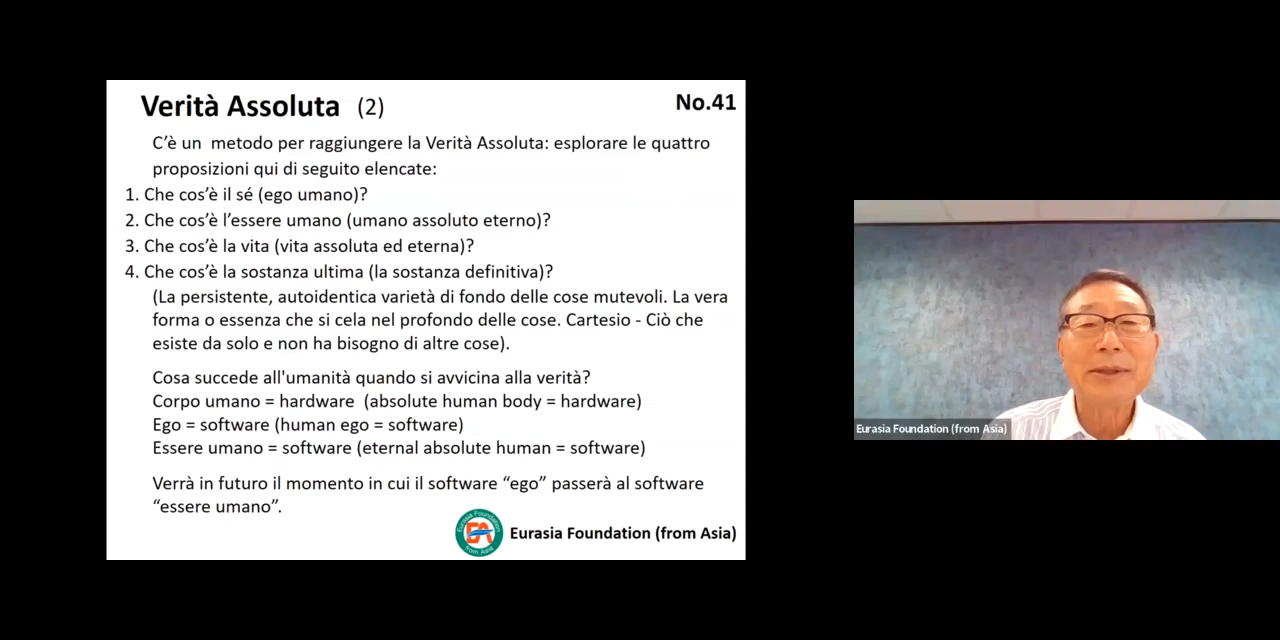 Verità Assoluta (2)
No.41
C’è un  metodo per raggiungere la Verità Assoluta: esplorare le quattro
proposizioni qui di seguito elencate:
1. Che cos’è il sé (ego umano)?
2. Che cos’è l’essere umano (umano assoluto eterno)?
3. Che cos’è la vita (vita assoluta ed eterna)?
4. Che cos’è la sostanza ultima (la sostanza definitiva)?
(La persistente, autoidentica varietà di fondo delle cose mutevoli. La vera
forma o essenza che si cela nel profondo delle cose. Cartesio - Ciò che
esiste da solo e non ha bisogno di altre cose).
Cosa succede all'umanità quando si avvicina alla verità?
Corpo umano = hardware  (absolute human body = hardware)
Ego = software (human ego = software)
Essere umano = software (eternal absolute human = software)
Verrà in futuro il momento in cui il software “ego” passerà al software
“essere umano”.
Eurasia Foundation
EA
from Asia
Eurasia Foundation (from Asia)
Eurasia Foundation (from Asia)